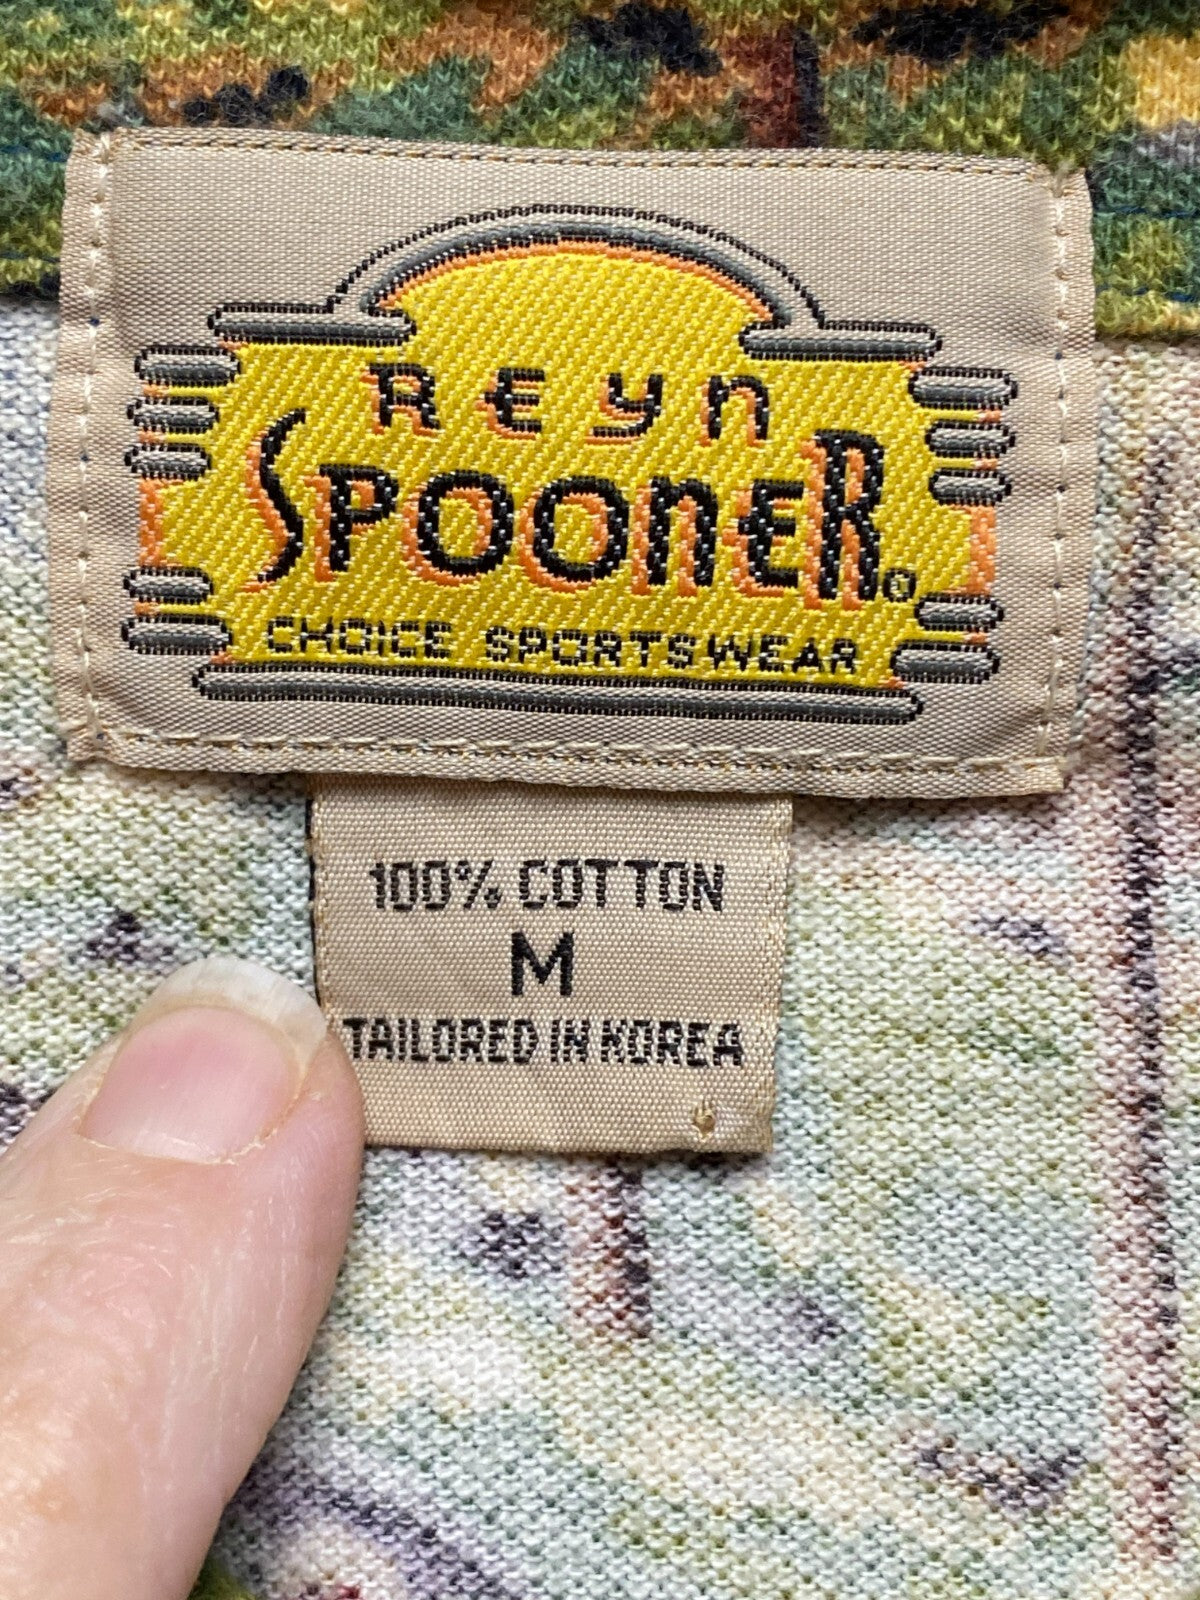 REYN
SPOONER®
CHOICE SPORTSWEAR
100% COTTON
M
TAILORED IN KOREA